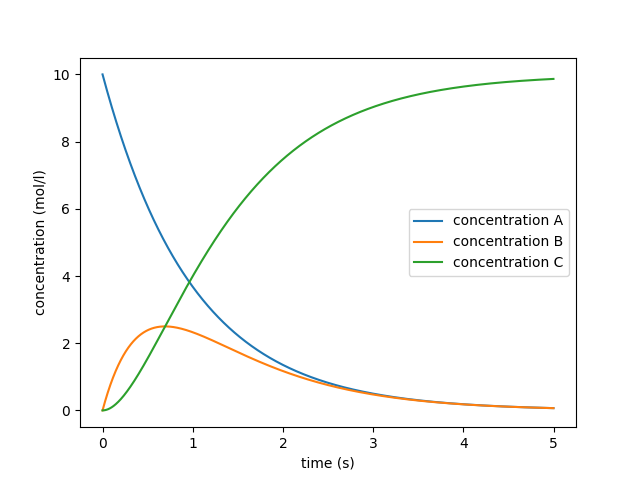 concentration (mol/l)
10
8
6
4
2
0
concentration A
concentration B
concentration C
0 1 2 3 4 5
time (s)